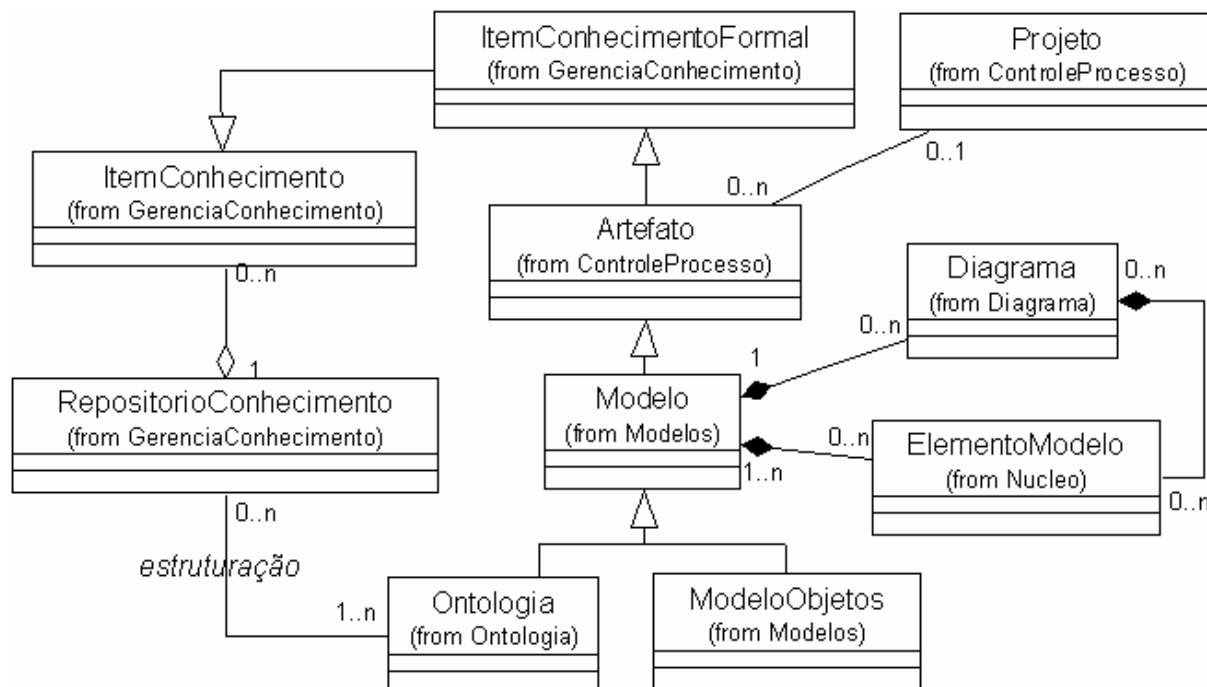 ItemConhecimentoFormal
(from GerenciaConhecimento)
Projeto
(from ControleProcesso)
0..1
0..n
ItemConhecimento
(from GerenciaConhecimento)
0..n
Artefato
(from ControleProcesso)
Diagrama
(from Diagrama)
0..n
0..n
1
1
RepositorioConhecimento
(from GerenciaConhecimento)
Modelo
(from Modelos)
0..n
1..n
ElementoModelo
(from Nucleo)
0..n
0..n
estruturação
1..n
Ontologia
(from Ontologia)
ModeloObjetos
(from Modelos)